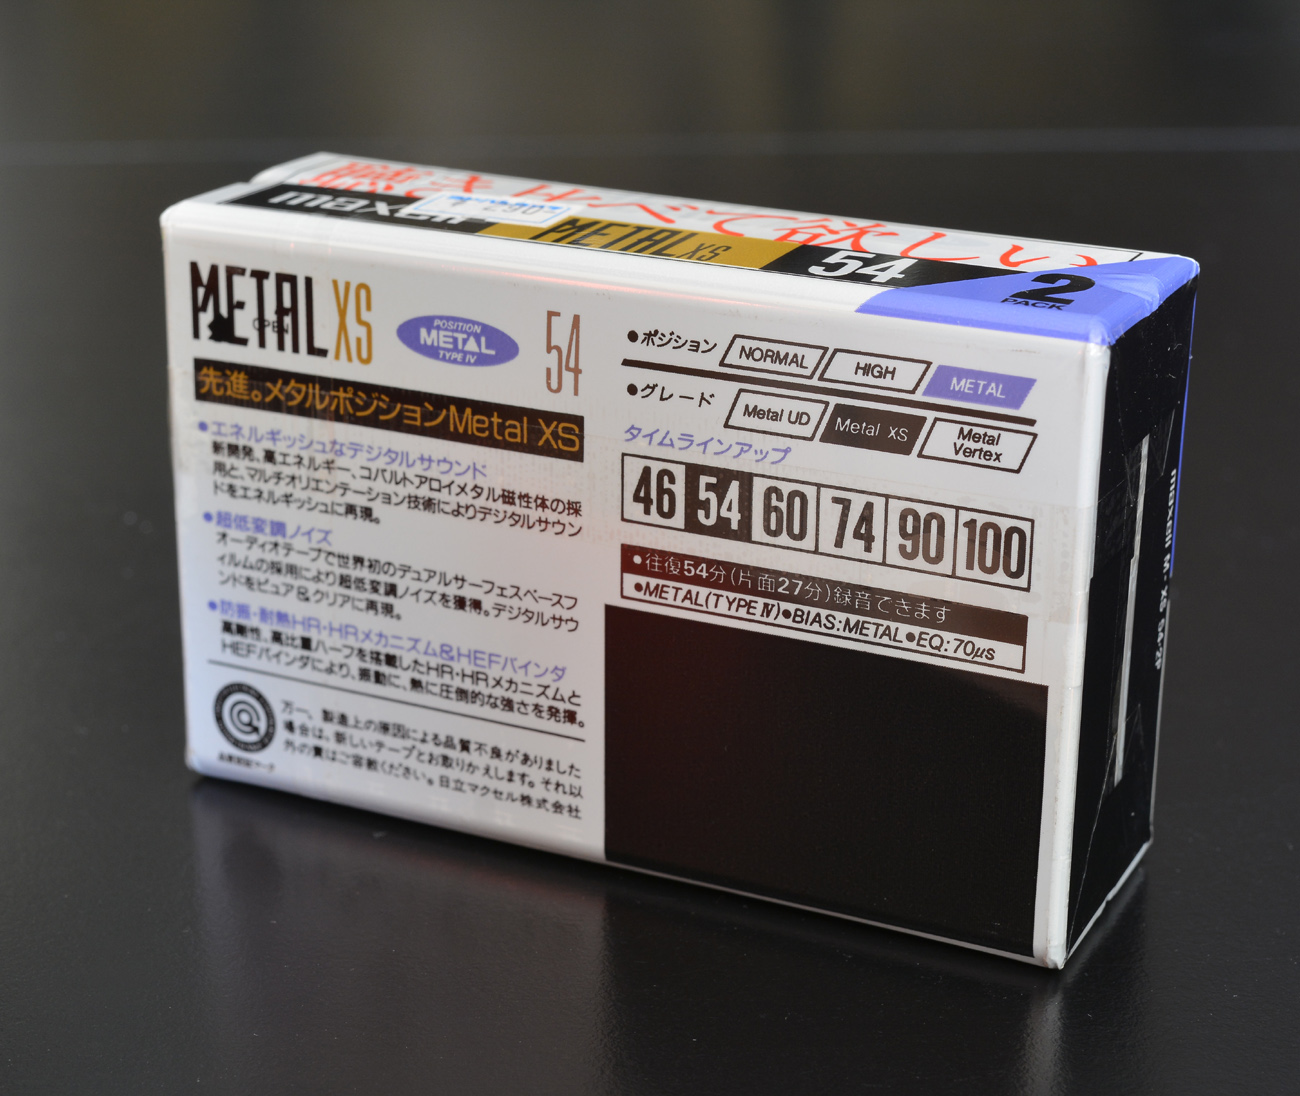 聴き比べて欲しい
maxell
290
METAL XS
54
2
PACK
METAL XS
OPEN
POSITION
METAL
TYPE IV
54
先進。メタルポジションMetal XS
●エネルギッシュなデジタルサウンド
新開発、高エネルギー、コバルトアロイメタル磁性体の採
用と、マルチオリエンテーション技術によりデジタルサウン
ドをエネルギッシュに再現。
●超低変調ノイズ
オーディオテープで世界初のデュアルサーフェスベースフ
ィルムの採用により超低変調ノイズを獲得。デジタルサウ
ンドをピュア&クリアに再現。
●防振・耐熱HR・HRメカニズム&HEFバインダ
高剛性、高比重ハーフを搭載したHR・HRメカニズムと
HEFバインダにより、振動に、熱に圧倒的な強さを発揮。
万一、製造上の原因による品質不良がありました
場合は、新しいテープとお取りかえします。それ以
外の責はご容赦ください。日立マクセル株式会社
●ポジション NORMAL HIGH METAL
●グレード Metal UD Metal XS Metal Vertex
タイムラインアップ
46 54 60 74 90 100
●往復54分(片面27分)録音できます
●METAL(TYPE IV)●BIAS:METAL●EQ:70μs
maxell M・XS 54・2P